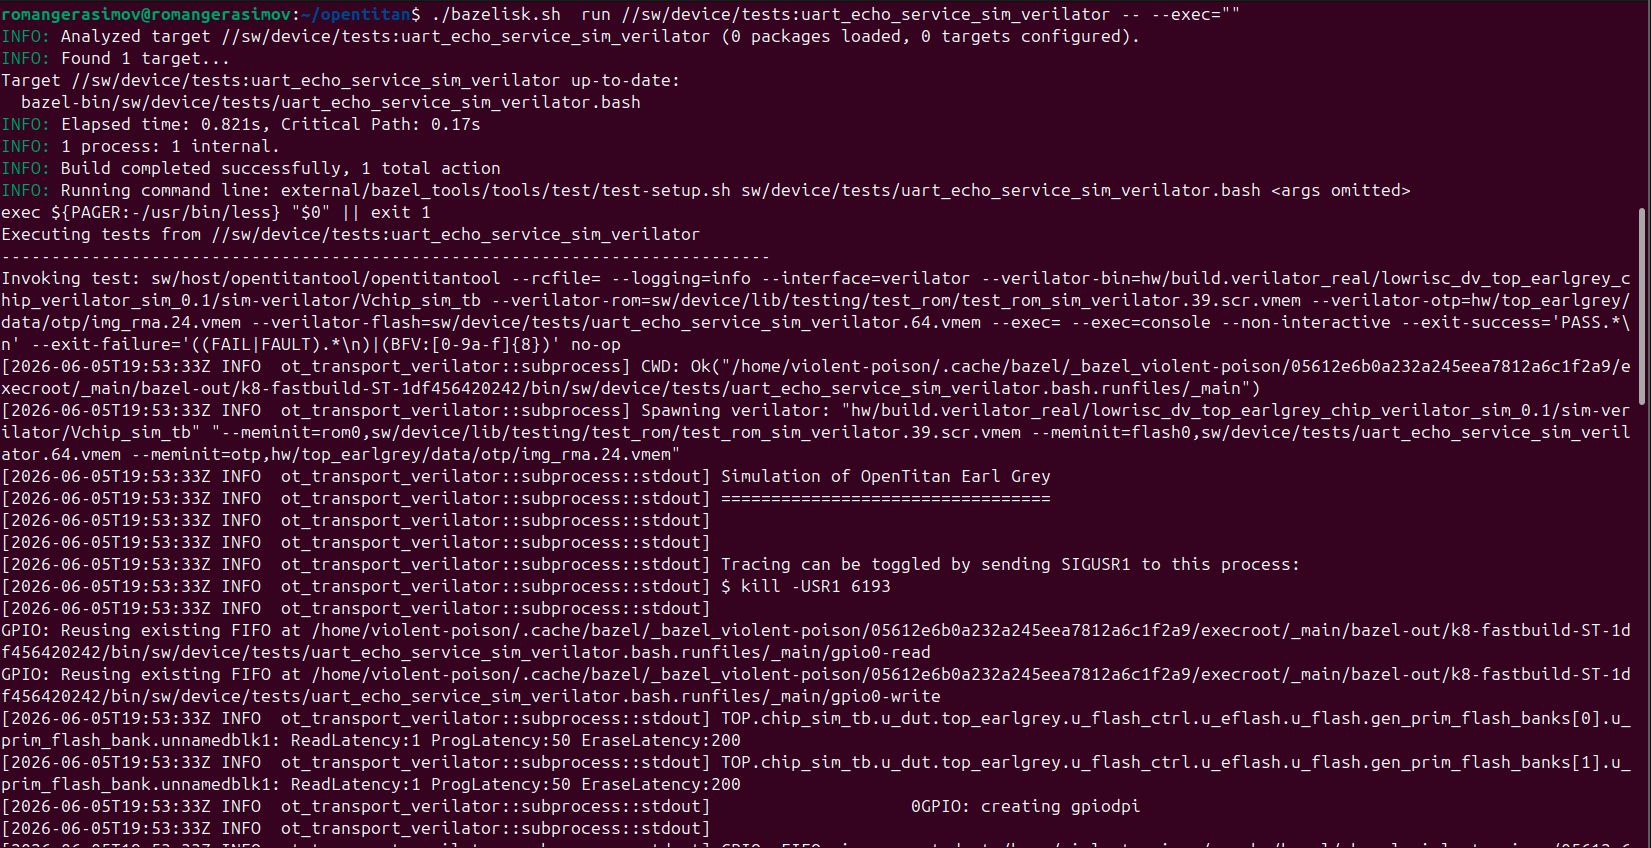 romangerasimov@romangerasimov:~/opentitan$ ./bazelisk.sh  run //sw/device/tests:uart_echo_service_sim_verilator -- --exec=""
INFO: Analyzed target //sw/device/tests:uart_echo_service_sim_verilator (0 packages loaded, 0 targets configured).
INFO: Found 1 target...
Target //sw/device/tests:uart_echo_service_sim_verilator up-to-date:
  bazel-bin/sw/device/tests/uart_echo_service_sim_verilator.bash
INFO: Elapsed time: 0.821s, Critical Path: 0.17s
INFO: 1 process: 1 internal.
INFO: Build completed successfully, 1 total action
INFO: Running command line: external/bazel_tools/tools/test/test-setup.sh sw/device/tests/uart_echo_service_sim_verilator.bash <args omitted>
exec ${PAGER:-/usr/bin/less} "$0" || exit 1
Executing tests from //sw/device/tests:uart_echo_service_sim_verilator
-----------------------------------------------------------------------------
Invoking test: sw/host/opentitantool/opentitantool --rcfile= --logging=info --interface=verilator --verilator-bin=hw/build.verilator_real/lowrisc_dv_top_earlgrey_c
hip_verilator_sim_0.1/sim-verilator/Vchip_sim_tb --verilator-rom=sw/device/lib/testing/test_rom/test_rom_sim_verilator.39.scr.vmem --verilator-otp=hw/top_earlgrey/
data/otp/img_rma.24.vmem --verilator-flash=sw/device/tests/uart_echo_service_sim_verilator.64.vmem --exec= --exec=console --non-interactive --exit-success='PASS.*\
n' --exit-failure='((FAIL|FAULT).*\n)|(BFV:[0-9a-f]{8})' no-op
[2026-06-05T19:53:33Z INFO  ot_transport_verilator::subprocess] CWD: Ok("/home/violent-poison/.cache/bazel/_bazel_violent-poison/05612e6b0a232a245eea7812a6c1f2a9/e
xecroot/_main/bazel-out/k8-fastbuild-ST-1df456420242/bin/sw/device/tests/uart_echo_service_sim_verilator.bash.runfiles/_main")
[2026-06-05T19:53:33Z INFO  ot_transport_verilator::subprocess] Spawning verilator: "hw/build.verilator_real/lowrisc_dv_top_earlgrey_chip_verilator_sim_0.1/sim-ver
ilator/Vchip_sim_tb" "--meminit=rom0,sw/device/lib/testing/test_rom/test_rom_sim_verilator.39.scr.vmem --meminit=flash0,sw/device/tests/uart_echo_service_sim_veril
ator.64.vmem --meminit=otp,hw/top_earlgrey/data/otp/img_rma.24.vmem"
[2026-06-05T19:53:33Z INFO  ot_transport_verilator::subprocess::stdout] Simulation of OpenTitan Earl Grey
[2026-06-05T19:53:33Z INFO  ot_transport_verilator::subprocess::stdout] =================================
[2026-06-05T19:53:33Z INFO  ot_transport_verilator::subprocess::stdout]
[2026-06-05T19:53:33Z INFO  ot_transport_verilator::subprocess::stdout]
[2026-06-05T19:53:33Z INFO  ot_transport_verilator::subprocess::stdout] Tracing can be toggled by sending SIGUSR1 to this process:
[2026-06-05T19:53:33Z INFO  ot_transport_verilator::subprocess::stdout] $ kill -USR1 6193
[2026-06-05T19:53:33Z INFO  ot_transport_verilator::subprocess::stdout]
GPIO: Reusing existing FIFO at /home/violent-poison/.cache/bazel/_bazel_violent-poison/05612e6b0a232a245eea7812a6c1f2a9/execroot/_main/bazel-out/k8-fastbuild-ST-1d
f456420242/bin/sw/device/tests/uart_echo_service_sim_verilator.bash.runfiles/_main/gpio0-read
GPIO: Reusing existing FIFO at /home/violent-poison/.cache/bazel/_bazel_violent-poison/05612e6b0a232a245eea7812a6c1f2a9/execroot/_main/bazel-out/k8-fastbuild-ST-1d
f456420242/bin/sw/device/tests/uart_echo_service_sim_verilator.bash.runfiles/_main/gpio0-write
[2026-06-05T19:53:33Z INFO  ot_transport_verilator::subprocess::stdout] TOP.chip_sim_tb.u_dut.top_earlgrey.u_flash_ctrl.u_eflash.u_flash.gen_prim_flash_banks[0].u_
prim_flash_bank.unnamedblk1: ReadLatency:1 ProgLatency:50 EraseLatency:200
[2026-06-05T19:53:33Z INFO  ot_transport_verilator::subprocess::stdout] TOP.chip_sim_tb.u_dut.top_earlgrey.u_flash_ctrl.u_eflash.u_flash.gen_prim_flash_banks[1].u_
prim_flash_bank.unnamedblk1: ReadLatency:1 ProgLatency:50 EraseLatency:200
[2026-06-05T19:53:33Z INFO  ot_transport_verilator::subprocess::stdout]                    0GPIO: creating gpiodpi
[2026-06-05T19:53:33Z INFO  ot_transport_verilator::subprocess::stdout]